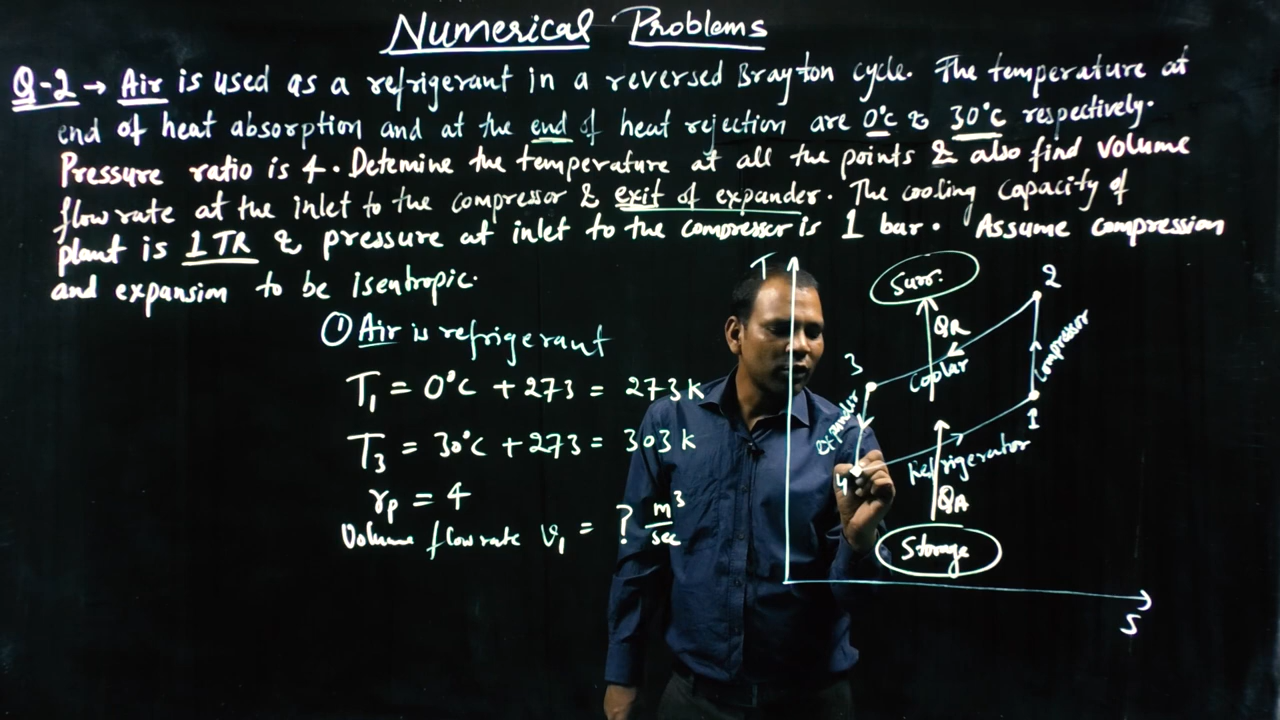 Numerical Problems
Q-2 → Air is used as a refrigerant in a reversed Brayton cycle. The temperature at
end of heat absorption and at the end of heat rejection are 0°c & 30°c respectively.
Pressure ratio is 4. Detemine the temperature at all the points & also find volume
flow rate at the inlet to the compressor & exit of expander. The cooling capacity of
plant is 1 TR & pressure at inlet to the compressor is 1 bar. Assume compression
and expansion to be isentropic.
① Air is refrigerant
T₁ = 0°C + 273 = 273 K
T₃ = 30°C + 273 = 303 K
rp = 4
Volume flow rate v₁ = ? m³/sec
T
Surr.
2
QR
3
Cooler
Compressor
Expander
1
Refrigerator
4
QA
Storage
S